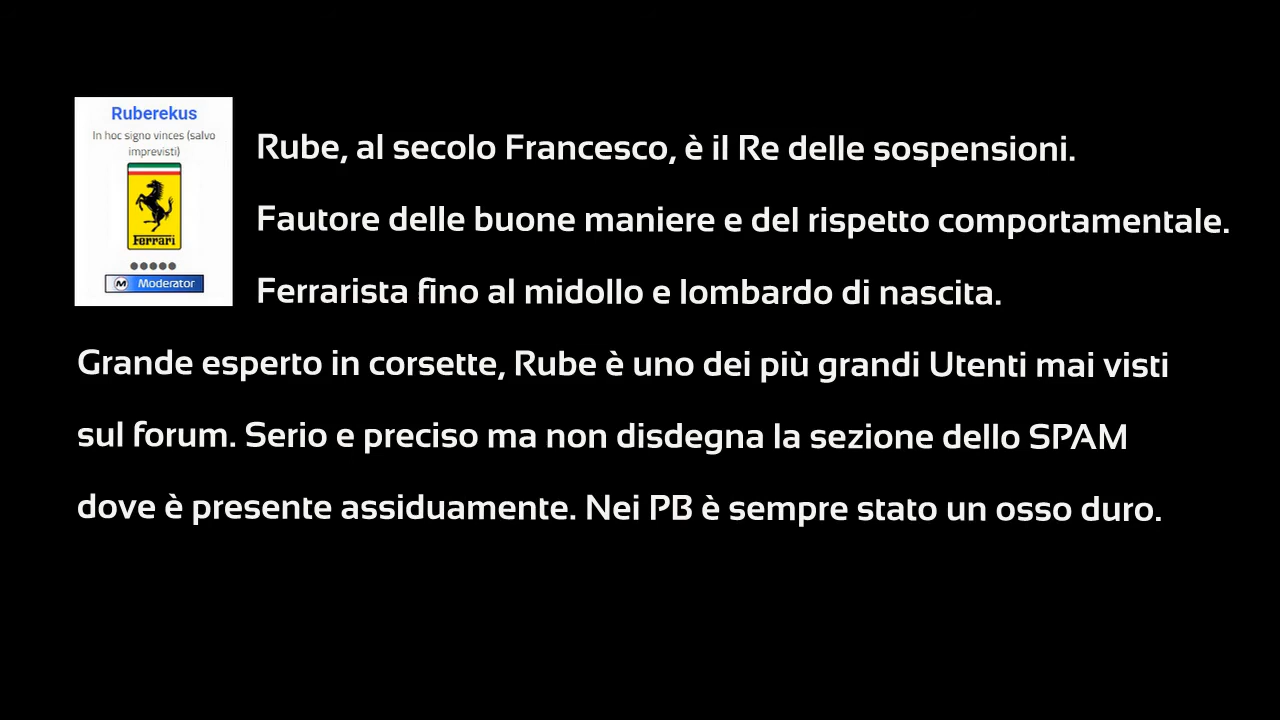 Ruberekus
In hoc signo vinces (salvo
imprevisti)
Ferrari
M Moderator
Rube, al secolo Francesco, è il Re delle sospensioni.
Fautore delle buone maniere e del rispetto comportamentale.
Ferrarista fino al midollo e lombardo di nascita.
Grande esperto in corsette, Rube è uno dei più grandi Utenti mai visti
sul forum. Serio e preciso ma non disdegna la sezione dello SPAM
dove è presente assiduamente. Nei PB è sempre stato un osso duro.